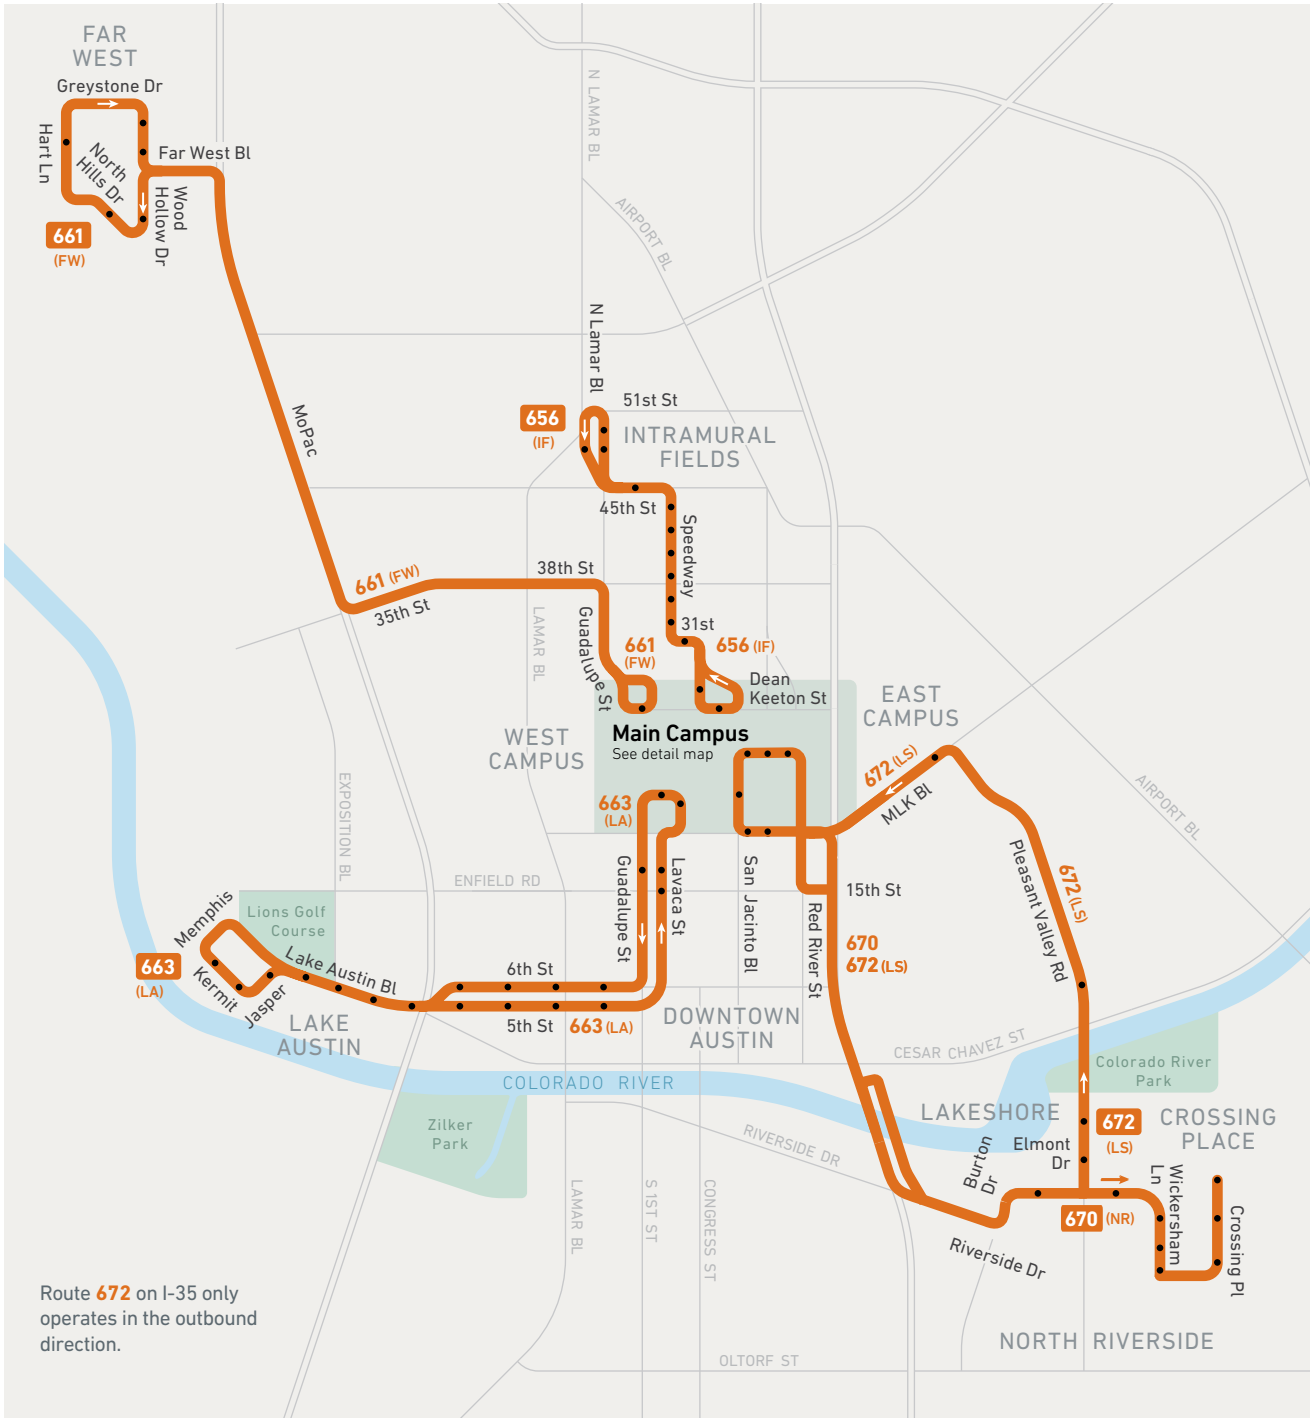 FAR
WEST
Greystone Dr
Hart Ln
North
Hills Dr
Far West Bl
Wood
Hollow Dr
661
(FW)
N LAMAR BL
AIRPORT BL
N Lamar Bl
MoPac
656
(IF)
51st St
INTRAMURAL
FIELDS
45th St
Speedway
661 (FW)
35th St
38th St
LAMAR BL
Guadalupe St
31st
661
(FW)
656 (IF)
Dean
Keeton St
EAST
CAMPUS
Main Campus
See detail map
WEST
CAMPUS
672 (LS)
MLK Bl
AIRPORT BL
EXPOSITION BL
663
(LA)
ENFIELD RD
Guadalupe St
Lavaca St
San Jacinto Bl
Red River St
15th St
Pleasant Valley Rd
672 (LS)
Memphis
Lions Golf
Course
670
672 (LS)
663
(LA)
Kermit
Jasper
Lake Austin Bl
6th St
5th St
663 (LA)
LAKE
AUSTIN
DOWNTOWN
AUSTIN
CESAR CHAVEZ ST
Colorado River
Park
COLORADO RIVER
LAKESHORE
CROSSING
PLACE
Zilker
Park
RIVERSIDE DR
Burton
Dr
Elmont
Dr
672
(LS)
Wickersham
Ln
LAMAR BL
S 1ST ST
CONGRESS ST
670 (NR)
Crossing Pl
Riverside Dr
Route 672 on I-35 only
operates in the outbound
direction.
NORTH RIVERSIDE
OLTORF ST